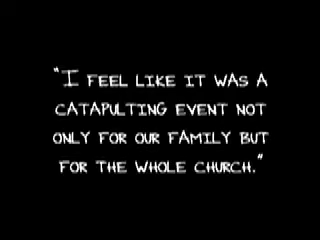 "I FEEL LIKE IT WAS A
CATAPULTING EVENT NOT
ONLY FOR OUR FAMILY BUT
FOR THE WHOLE CHURCH."